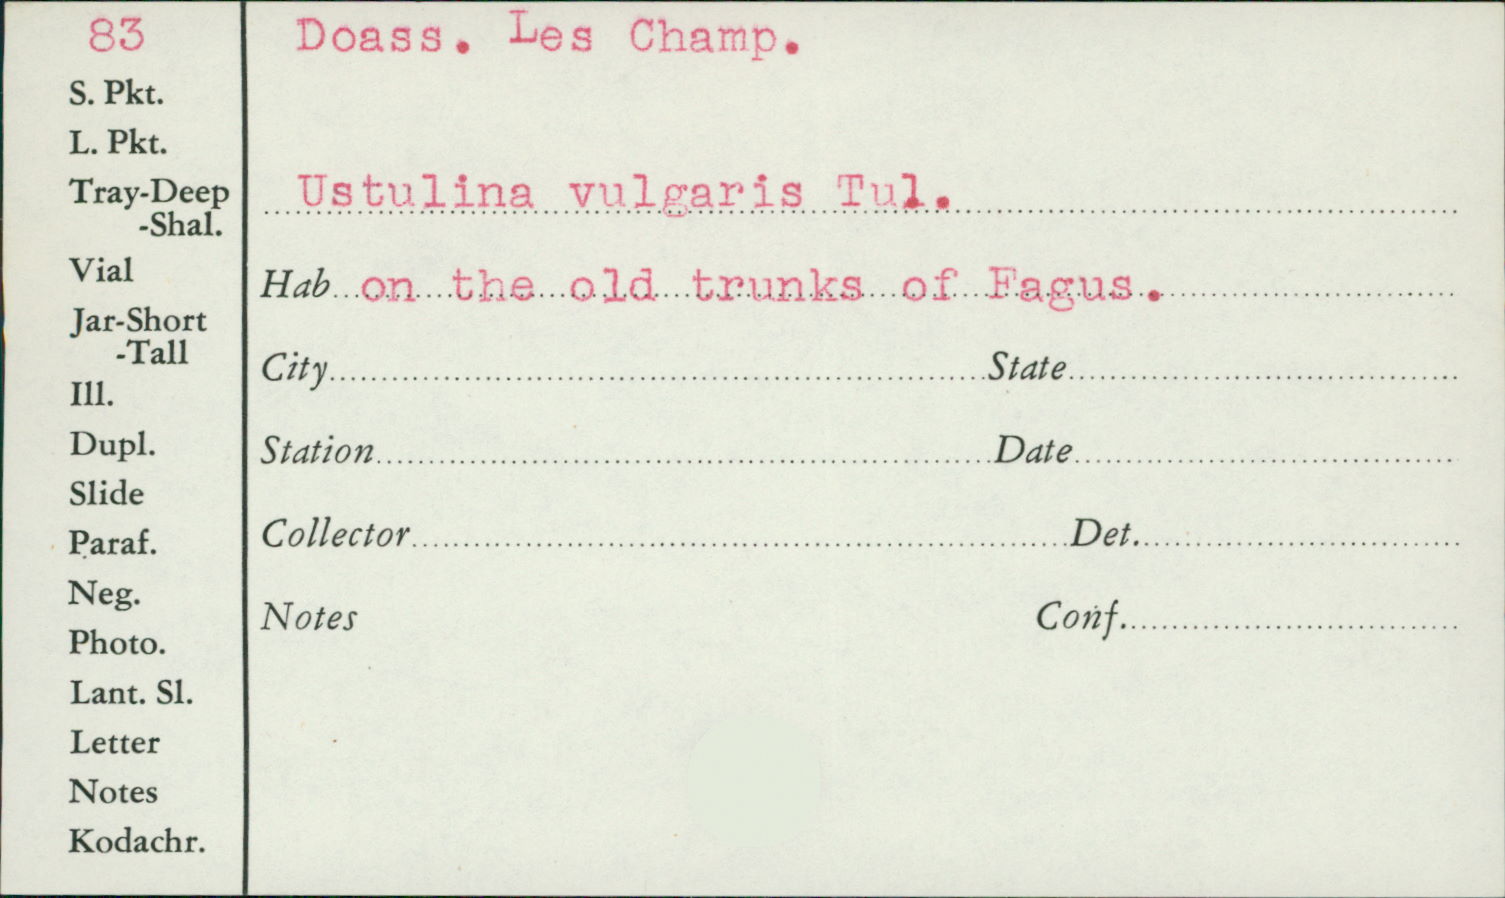 83
Doass. Les Champ.
S. Pkt.
L. Pkt.
Tray-Deep
-Shal.
Vial
Jar-Short
-Tall
Ill.
Dupl.
Slide
Paraf.
Neg.
Photo.
Lant. Sl.
Letter
Notes
Kodachr.
Ustulina vulgaris Tul.
Hab on the old trunks of Fagus.
City State
Station Date
Collector Det.
Notes Conf.